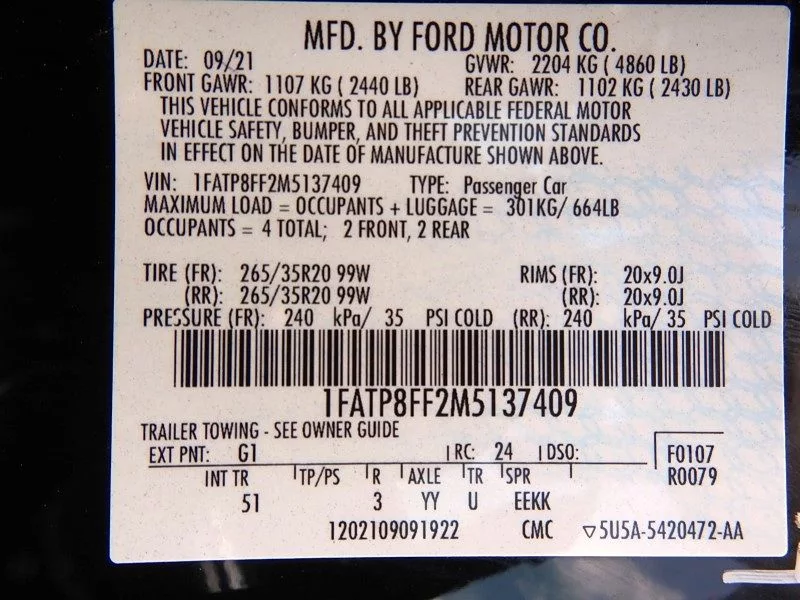 MFD. BY FORD MOTOR CO.
DATE: 09/21 GVWR: 2204 KG ( 4860 LB)
FRONT GAWR: 1107 KG ( 2440 LB) REAR GAWR: 1102 KG ( 2430 LB)
THIS VEHICLE CONFORMS TO ALL APPLICABLE FEDERAL MOTOR
VEHICLE SAFETY, BUMPER, AND THEFT PREVENTION STANDARDS
IN EFFECT ON THE DATE OF MANUFACTURE SHOWN ABOVE.
VIN: 1FATP8FF2M5137409 TYPE: Passenger Car
MAXIMUM LOAD = OCCUPANTS + LUGGAGE = 301KG/ 664LB
OCCUPANTS = 4 TOTAL; 2 FRONT, 2 REAR
TIRE (FR): 265/35R20 99W RIMS (FR): 20x9.0J
(RR): 265/35R20 99W (RR): 20x9.0J
PRESSURE (FR): 240 kPa/ 35 PSI COLD (RR): 240 kPa/ 35 PSI COLD
1FATP8FF2M5137409
TRAILER TOWING - SEE OWNER GUIDE
EXT PNT: G1 RC: 24 DSO: F0107
INT TR TP/PS R AXLE TR SPR R0079
51 3 YY U EEKK
1202109091922 CMC ▽5U5A-5420472-AA